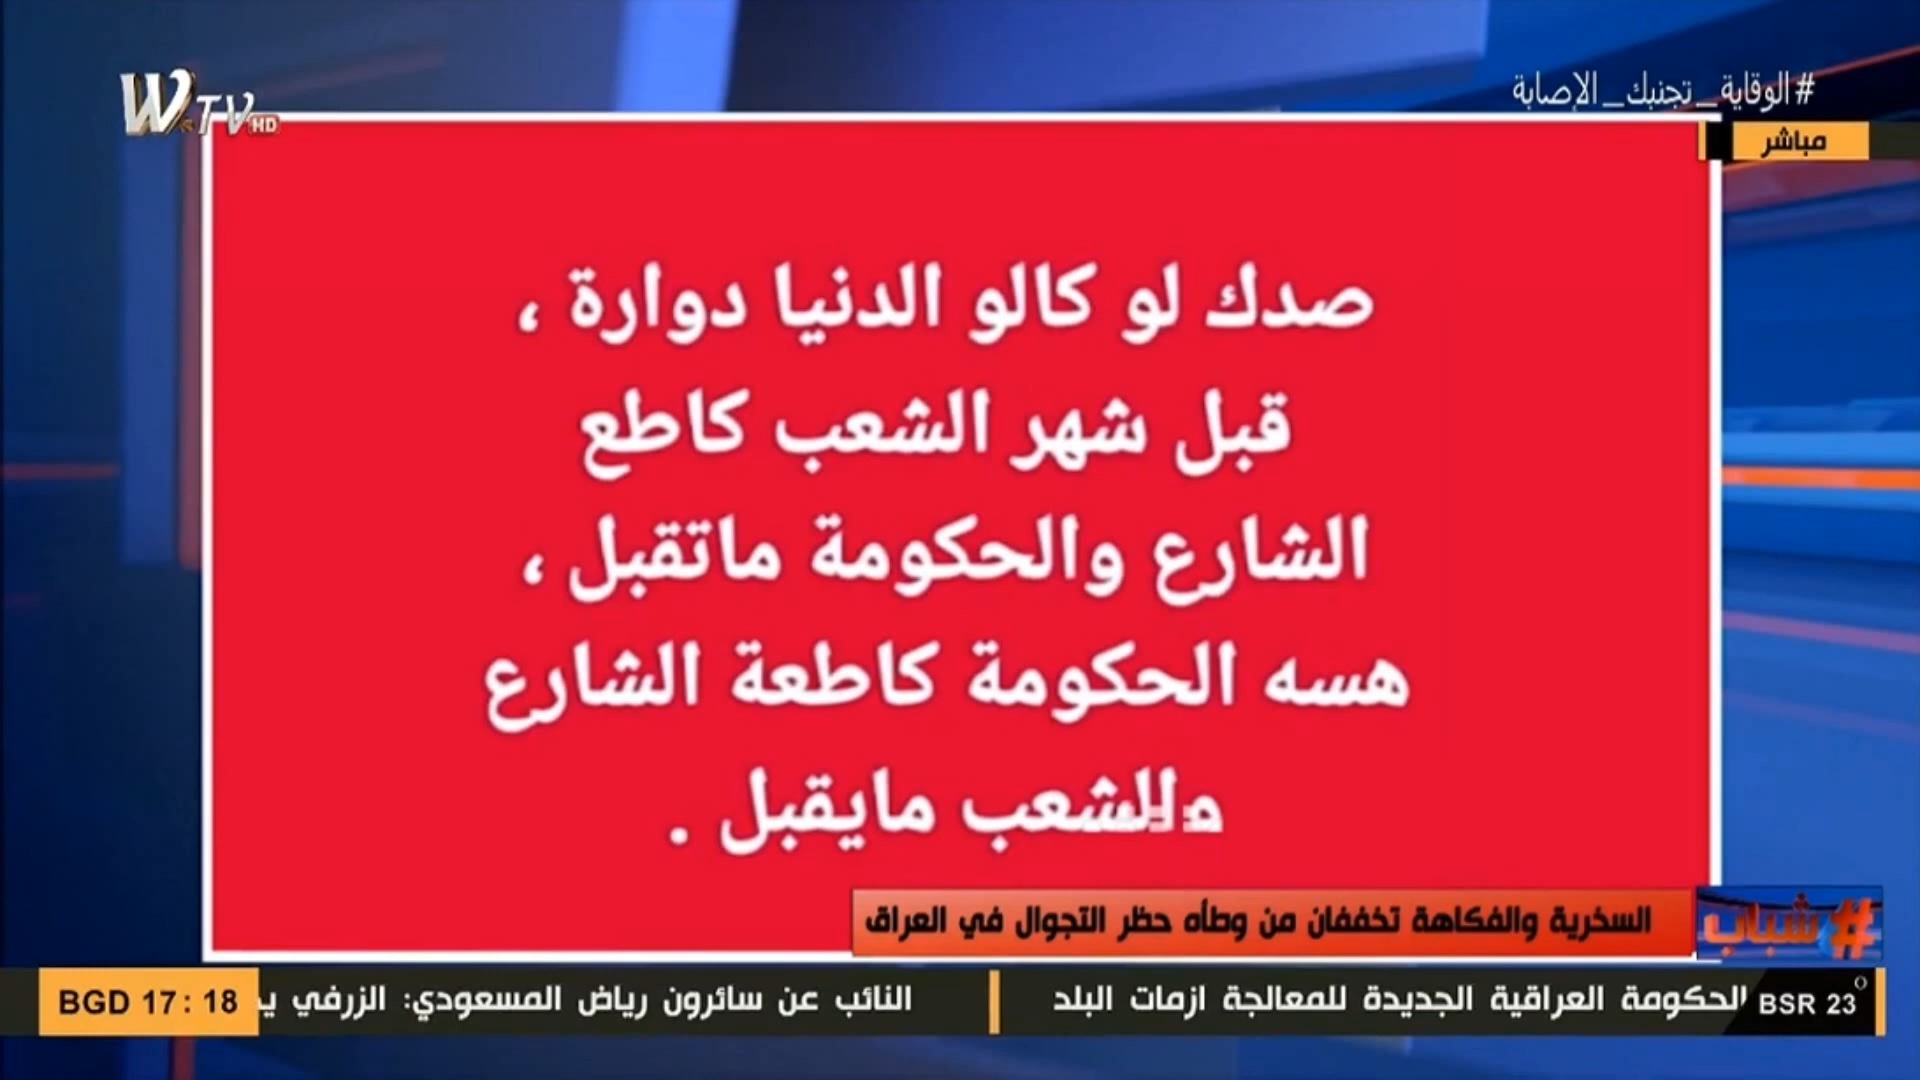 #الوقاية_تجنبك_الإصابة
W TV HD
مباشر
صدك لو كالو الدنيا دوارة ،
قبل شهر الشعب كاطع
الشارع والحكومة ماتقبل ،
هسه الحكومة كاطعة الشارع
والشعب مايقبل .
السخرية والفكاهة تخففان من وطأه حظر التجوال في العراق
#شباب
BSR 23°
الحكومة العراقية الجديدة للمعالجة ازمات البلد
النائب عن سائرون رياض المسعودي: الزرفي
BGD 17:18